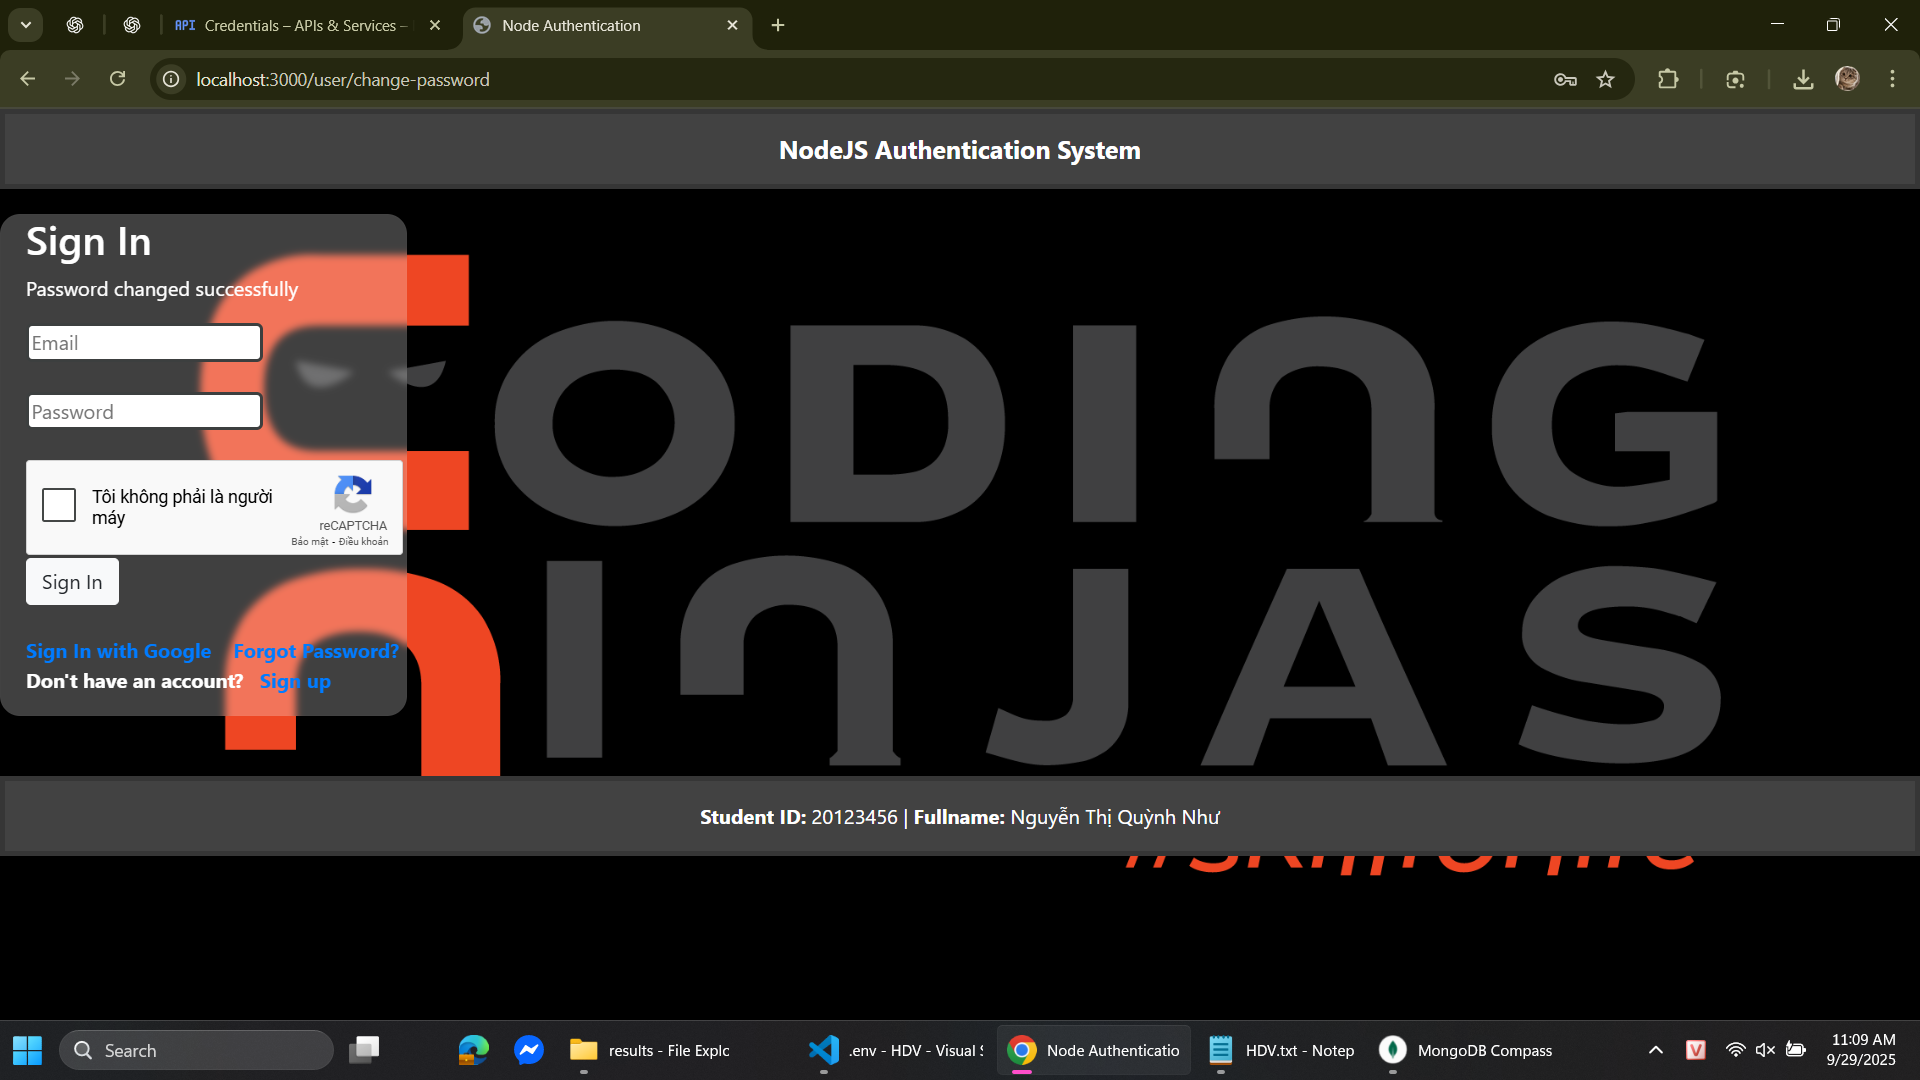 API Credentials – APIs & Services –
Node Authentication
localhost:3000/user/change-password
NodeJS Authentication System
Sign In
Password changed successfully
Email
Password
Tôi không phải là người
máy
reCAPTCHA
Bảo mật - Điều khoản
Sign In
Sign In with Google Forgot Password?
Don't have an account? Sign up
CODING
NINJAS
Student ID: 20123456 | Fullname: Nguyễn Thị Quỳnh Như
Search
results - File Explc
.env - HDV - Visual S
Node Authenticatio
HDV.txt - Notep
MongoDB Compass
V
11:09 AM
9/29/2025